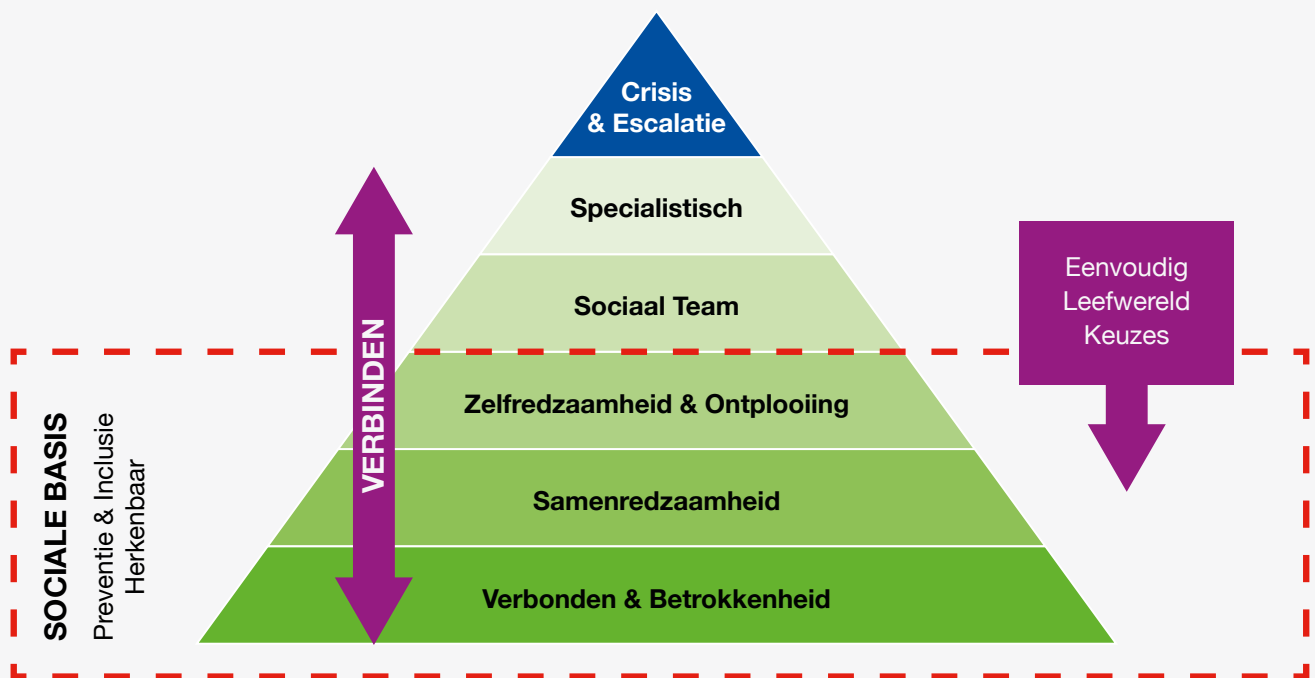 Crisis
& Escalatie
Specialistisch
Sociaal Team
Zelfredzaamheid & Ontplooiing
Samenredzaamheid
Verbonden & Betrokkenheid
VERBINDEN
Eenvoudig
Leefwereld
Keuzes
SOCIALE BASIS
Preventie & Inclusie
Herkenbaar